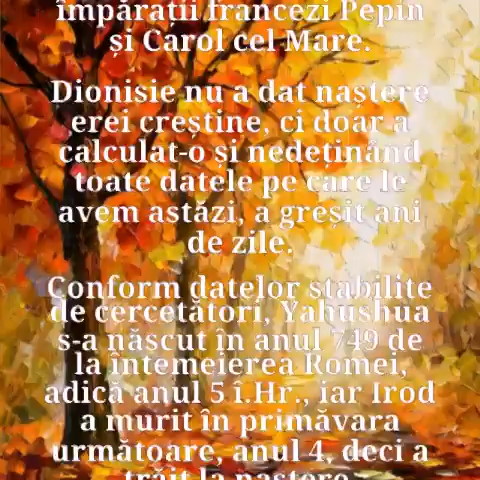 împărații francezi Pepin
și Carol cel Mare.
Dionisie nu a dat naștere
erei creștine, ci doar a
calculat-o și nedeținând
toate datele pe care le
avem astăzi, a greșit ani
de zile.
Conform datelor stabilite
de cercetători, Yahushua
s-a născut în anul 749 de
la întemeierea Romei,
adică anul 5 î.Hr., iar Irod
a murit în primăvara
următoare, anul 4, deci a
trăit la naștere